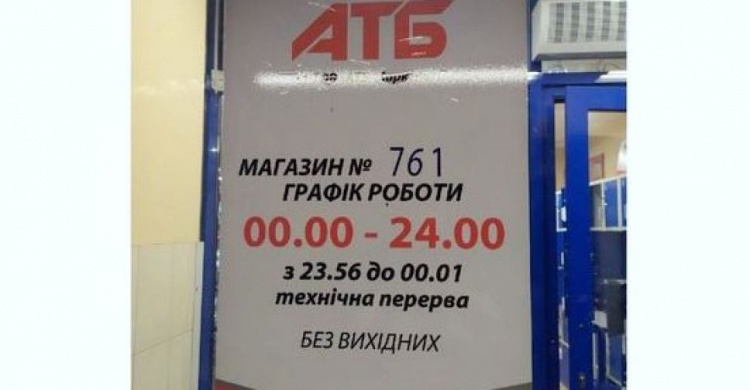 АТБ
МАГАЗИН № 761
ГРАФІК РОБОТИ
00.00 - 24.00
з 23.56 до 00.01
технічна перерва
БЕЗ ВИХІДНИХ